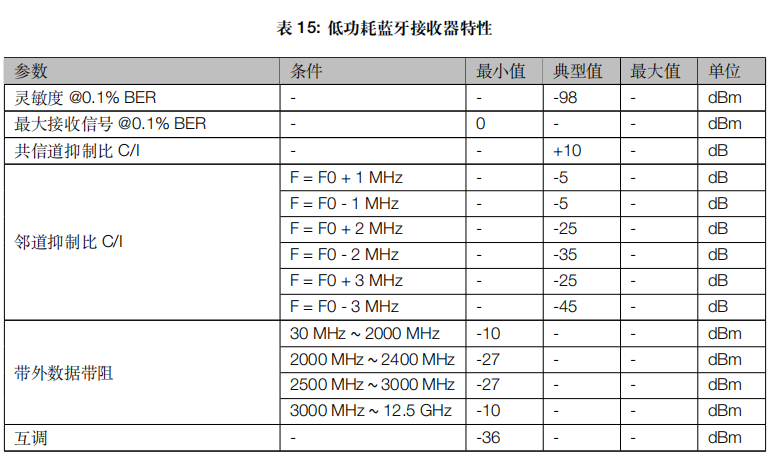 表 15: 低功耗蓝牙接收器特性
参数 条件 最小值 典型值 最大值 单位
灵敏度 @0.1% BER - - -98 - dBm
最大接收信号 @0.1% BER - 0 - - dBm
共信道抑制比 C/I - - +10 - dB
邻道抑制比 C/I
F = F0 + 1 MHz - -5 - dB
F = F0 - 1 MHz - -5 - dB
F = F0 + 2 MHz - -25 - dB
F = F0 - 2 MHz - -35 - dB
F = F0 + 3 MHz - -25 - dB
F = F0 - 3 MHz - -45 - dB
带外数据带阻
30 MHz ~ 2000 MHz -10 - - dBm
2000 MHz ~ 2400 MHz -27 - - dBm
2500 MHz ~ 3000 MHz -27 - - dBm
3000 MHz ~ 12.5 GHz -10 - - dBm
互调 - -36 - - dBm